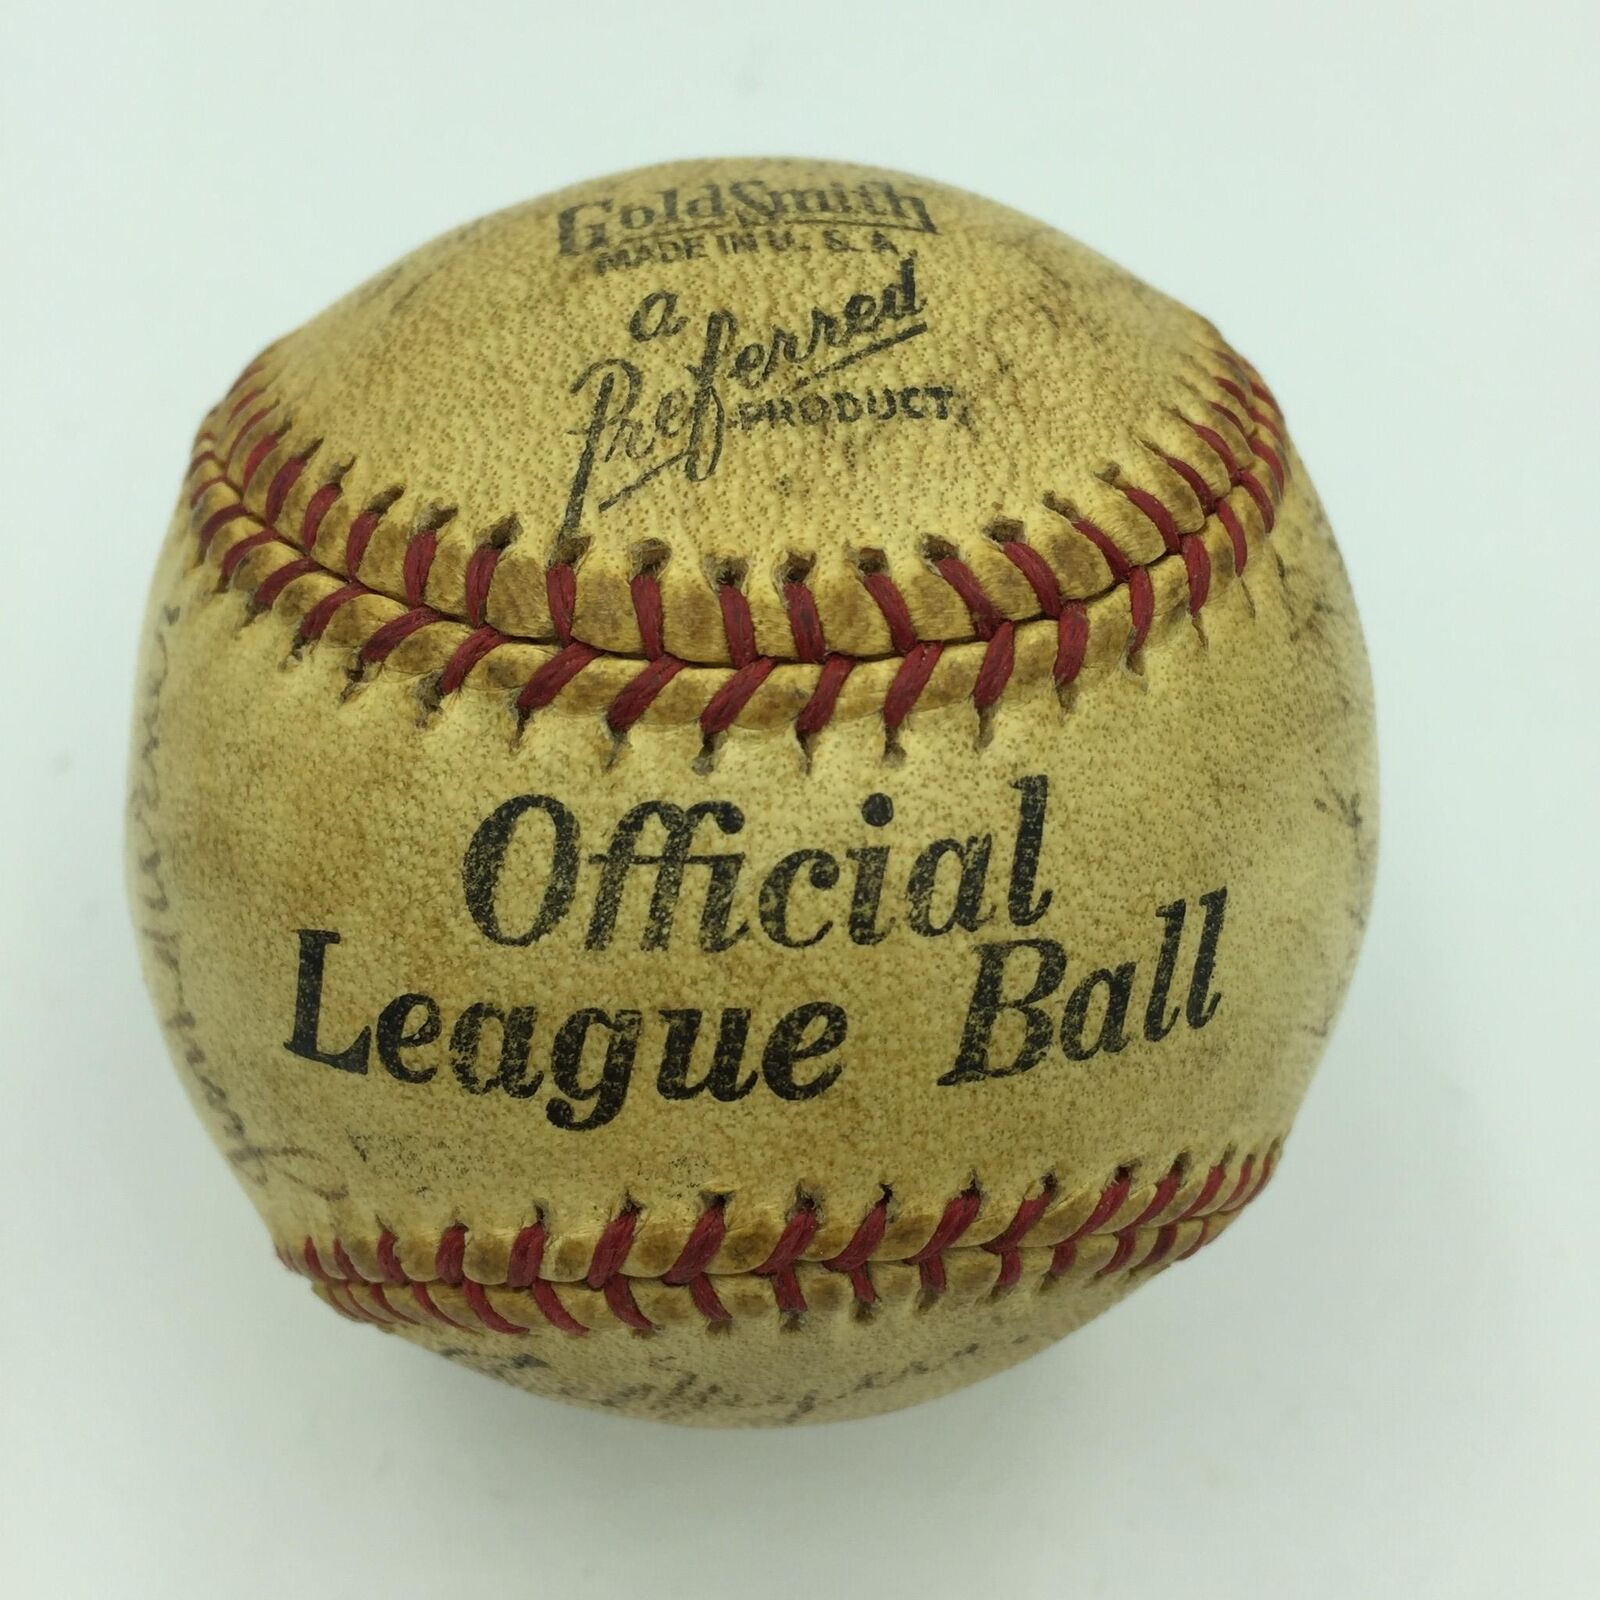 GoldSmith
MADE IN U. S. A.
a
Preferred
PRODUCT
Official
League Ball